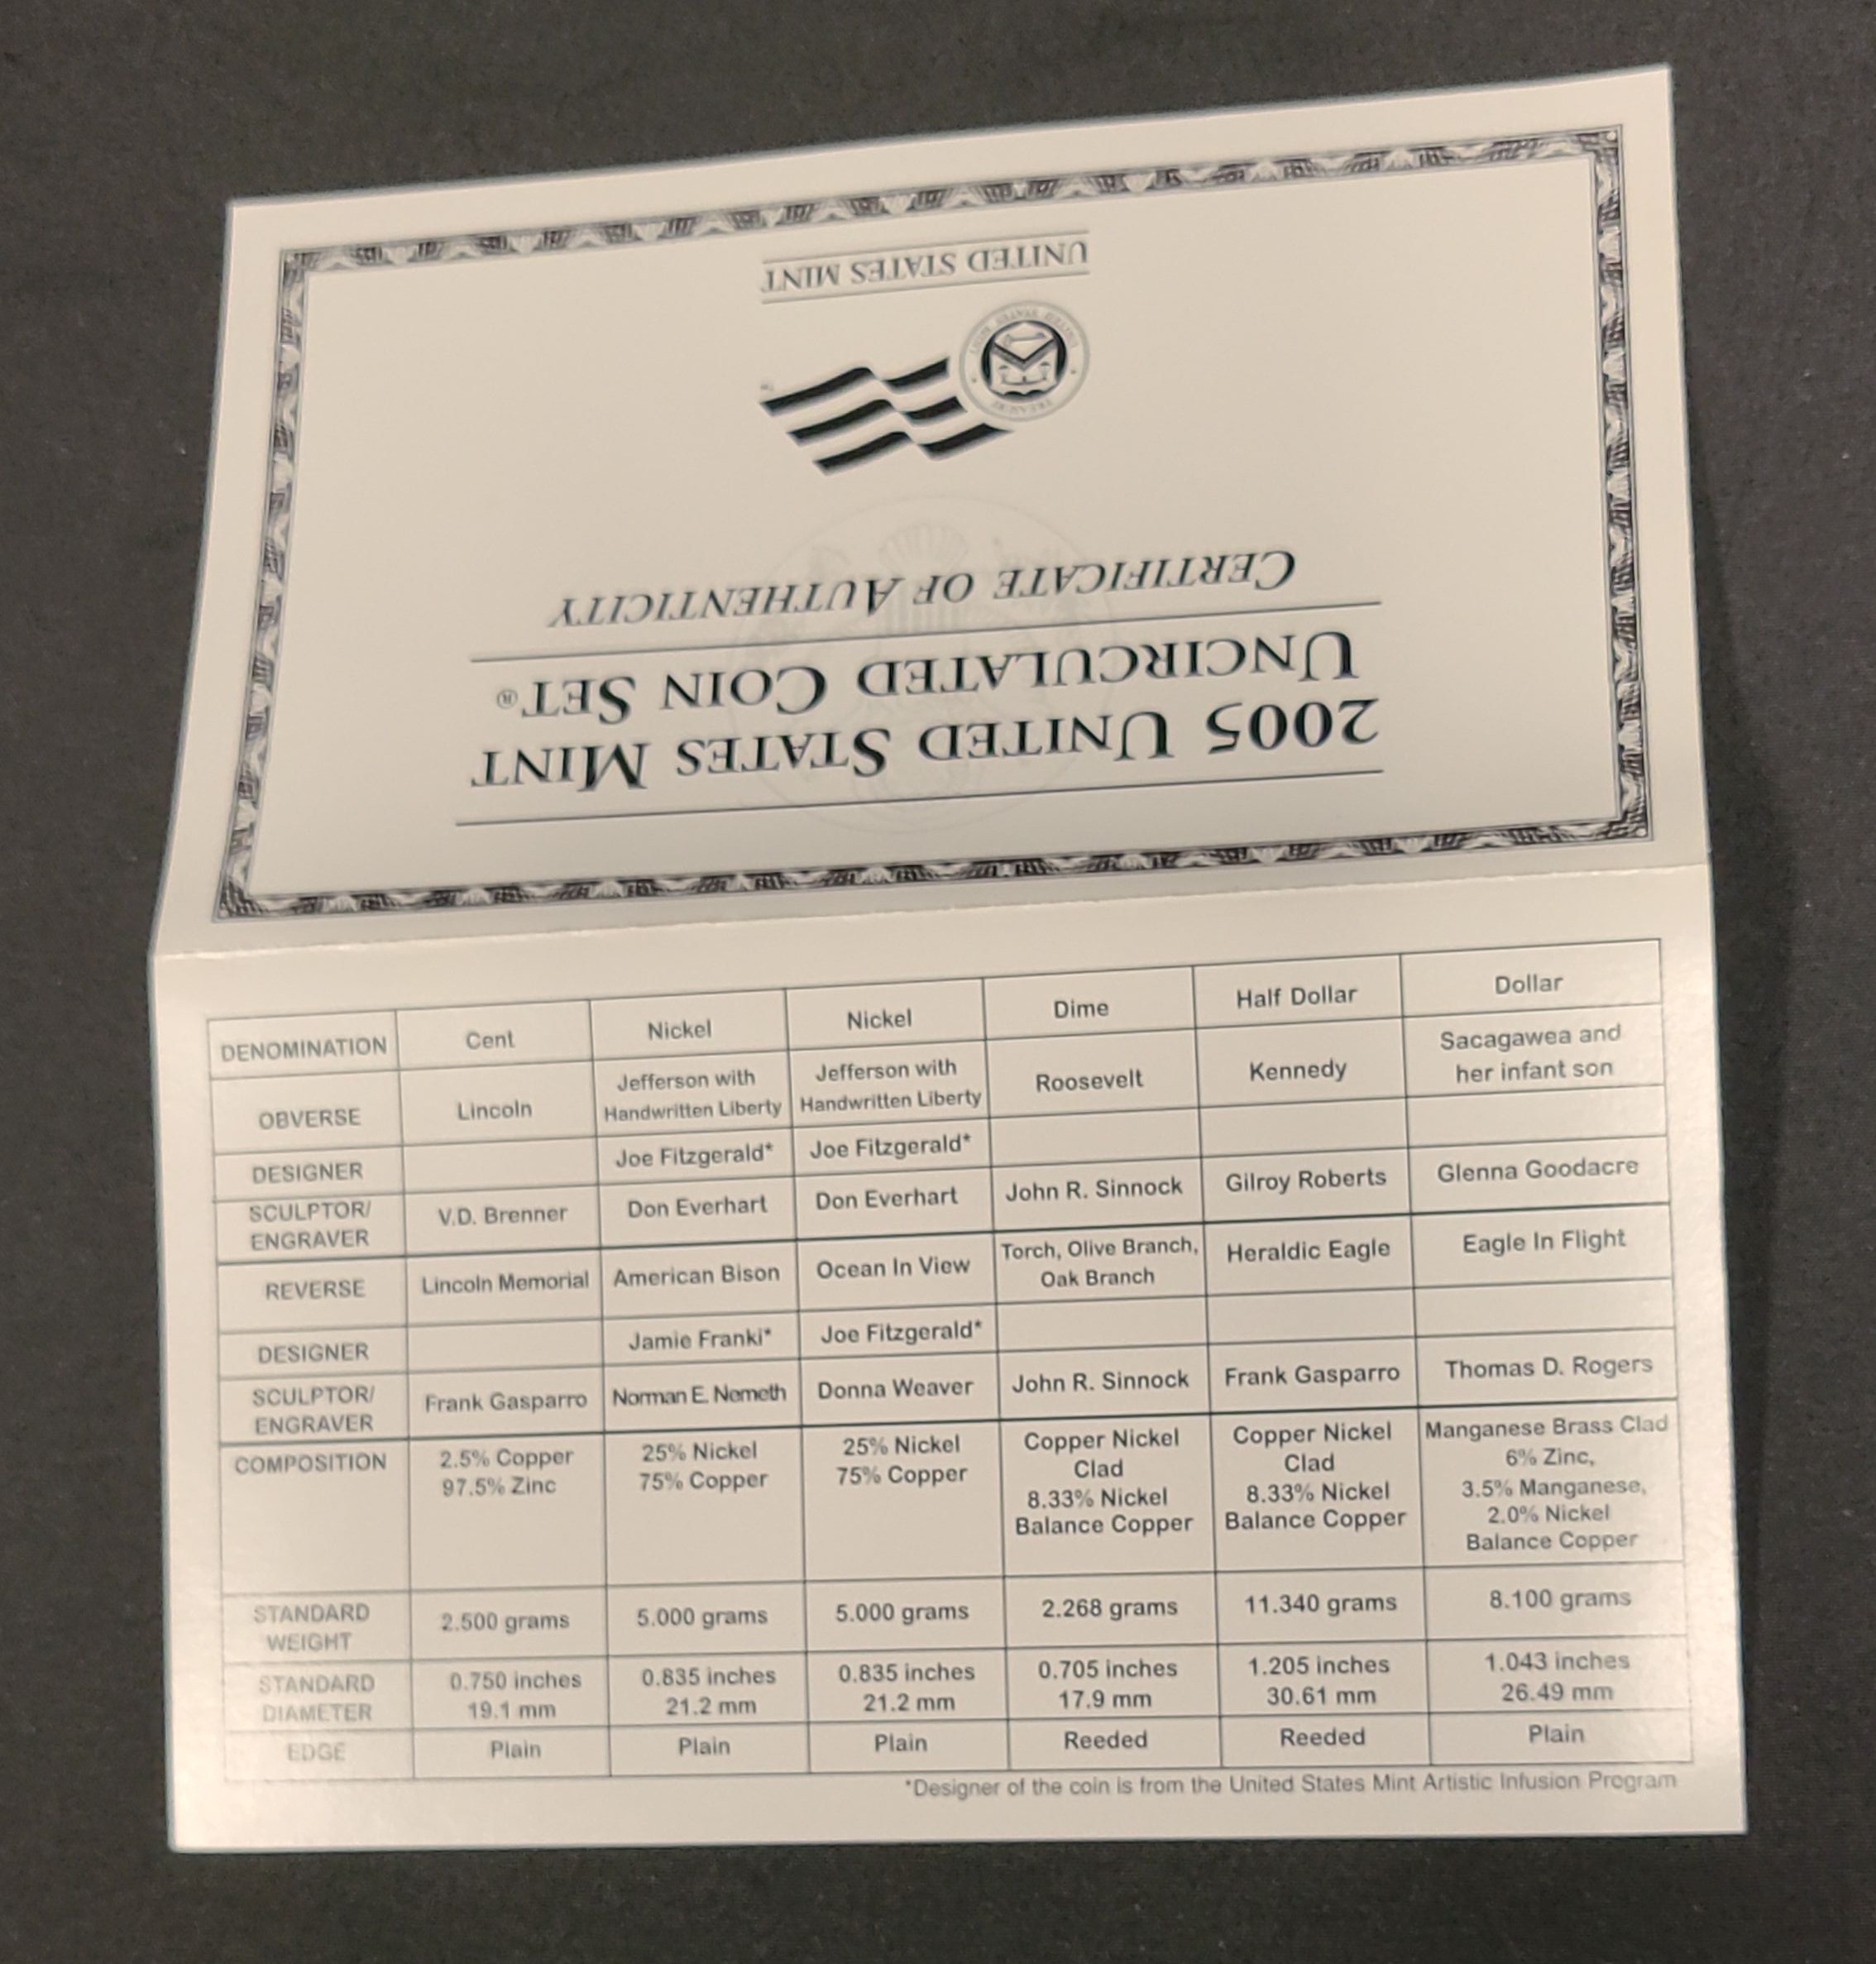 UNITED STATES MINT
2005 UNITED STATES MINT
UNCIRCULATED COIN SET®
CERTIFICATE OF AUTHENTICITY
DENOMINATION Cent Nickel Nickel Dime Half Dollar Dollar
OBVERSE Lincoln Jefferson with Handwritten Liberty Jefferson with Handwritten Liberty Roosevelt Kennedy Sacagawea and her infant son
DESIGNER Joe Fitzgerald* Joe Fitzgerald*
SCULPTOR/ ENGRAVER V.D. Brenner Don Everhart Don Everhart John R. Sinnock Gilroy Roberts Glenna Goodacre
REVERSE Lincoln Memorial American Bison Ocean In View Torch, Olive Branch, Oak Branch Heraldic Eagle Eagle In Flight
DESIGNER Jamie Franki* Joe Fitzgerald*
SCULPTOR/ ENGRAVER Frank Gasparro Norman E. Nemeth Donna Weaver John R. Sinnock Frank Gasparro Thomas D. Rogers
COMPOSITION 2.5% Copper 97.5% Zinc 25% Nickel 75% Copper 25% Nickel 75% Copper Copper Nickel Clad 8.33% Nickel Balance Copper Copper Nickel Clad 8.33% Nickel Balance Copper Manganese Brass Clad 6% Zinc, 3.5% Manganese, 2.0% Nickel Balance Copper
STANDARD WEIGHT 2.500 grams 5.000 grams 5.000 grams 2.268 grams 11.340 grams 8.100 grams
STANDARD DIAMETER 0.750 inches 19.1 mm 0.835 inches 21.2 mm 0.835 inches 21.2 mm 0.705 inches 17.9 mm 1.205 inches 30.61 mm 1.043 inches 26.49 mm
EDGE Plain Plain Plain Reeded Reeded Plain
*Designer of the coin is from the United States Mint Artistic Infusion Program